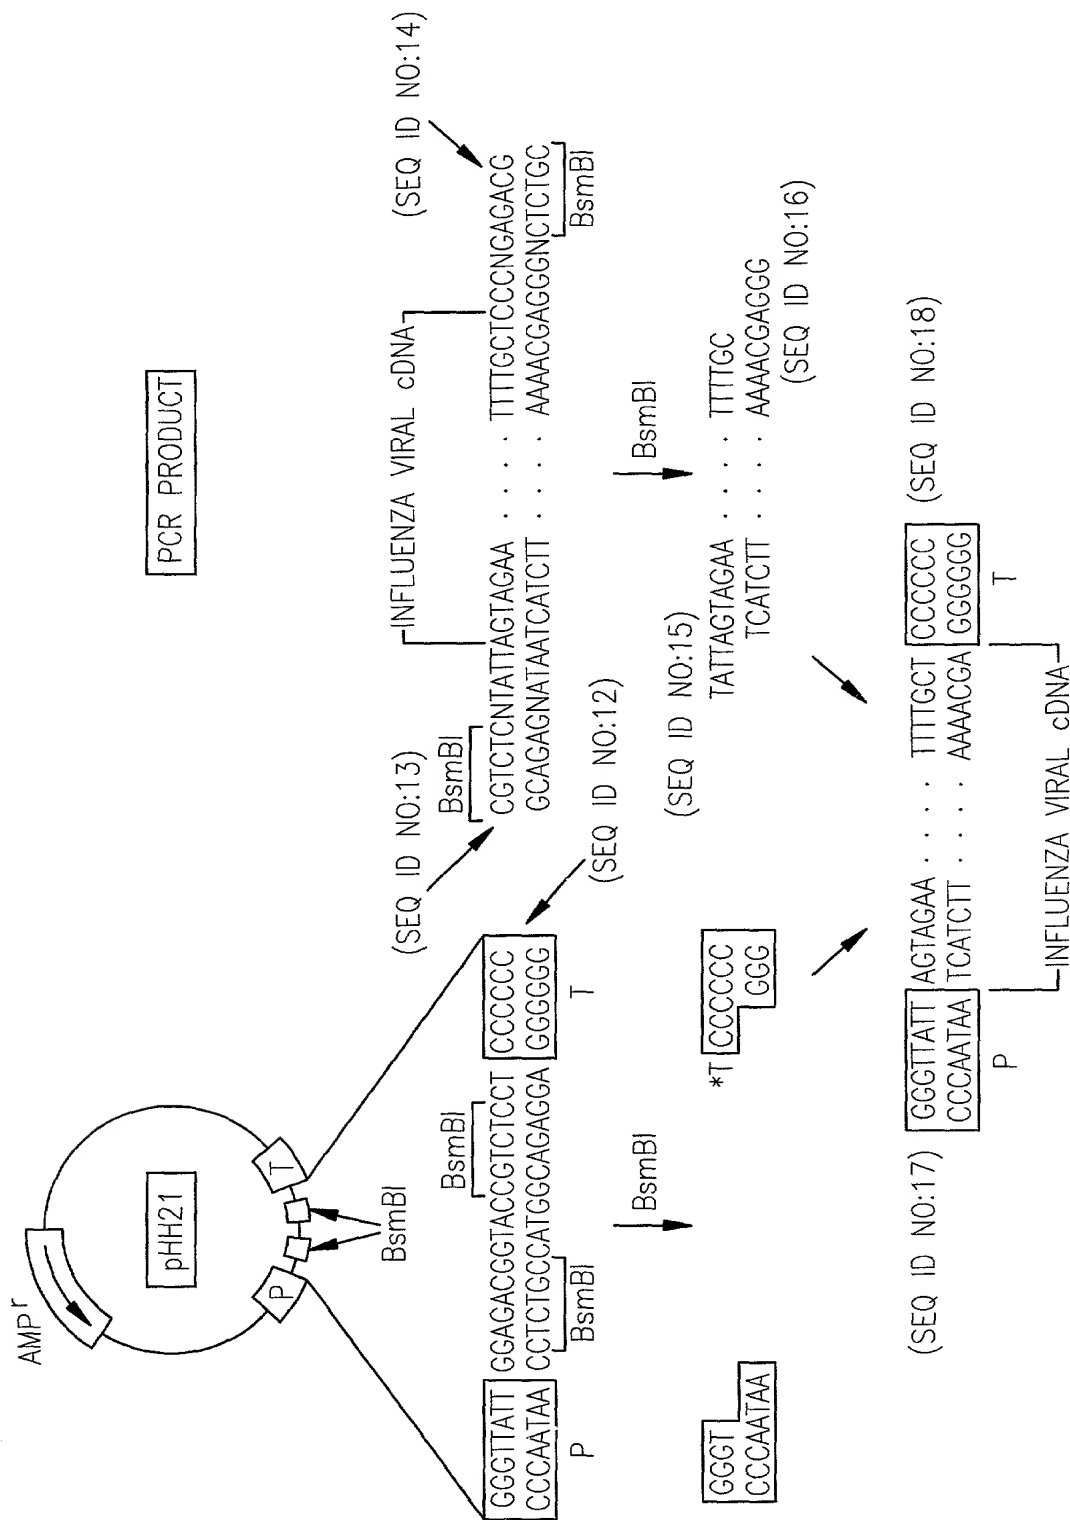 AMPʳ
pHH21
P
T
BsmBI
PCR PRODUCT
(SEQ ID NO:13)
(SEQ ID NO:14)
INFLUENZA VIRAL cDNA
BsmBI
CGTCTCNTATTAGTAGAA . . . . . TTTTGCTCCCNGAGACG
GCAGAGNATAATCATCTT . . . . . AAAACGAGGGNCTCTGC
BsmBI
(SEQ ID NO:12)
BsmBI
GGGTTATT GGAGACGGTACCGTCTCCT CCCCCC
CCCAATAA CCTCTGCCATGGCAGAGGA GGGGGG
P
BsmBI
T
BsmBI
BsmBI
(SEQ ID NO:15)
TATTAGTAGAA . . . . . TTTTGC
TCATCTT . . . . . AAAACGAGGG
(SEQ ID NO:16)
GGGT
CCCAATAA
*T CCCCCC
GGG
(SEQ ID NO:17)
(SEQ ID NO:18)
GGGTTATT AGTAGAA . . . . . TTTTGCT CCCCCC
CCCAATAA TCATCTT . . . . . AAAACGA GGGGGG
P
T
INFLUENZA VIRAL cDNA